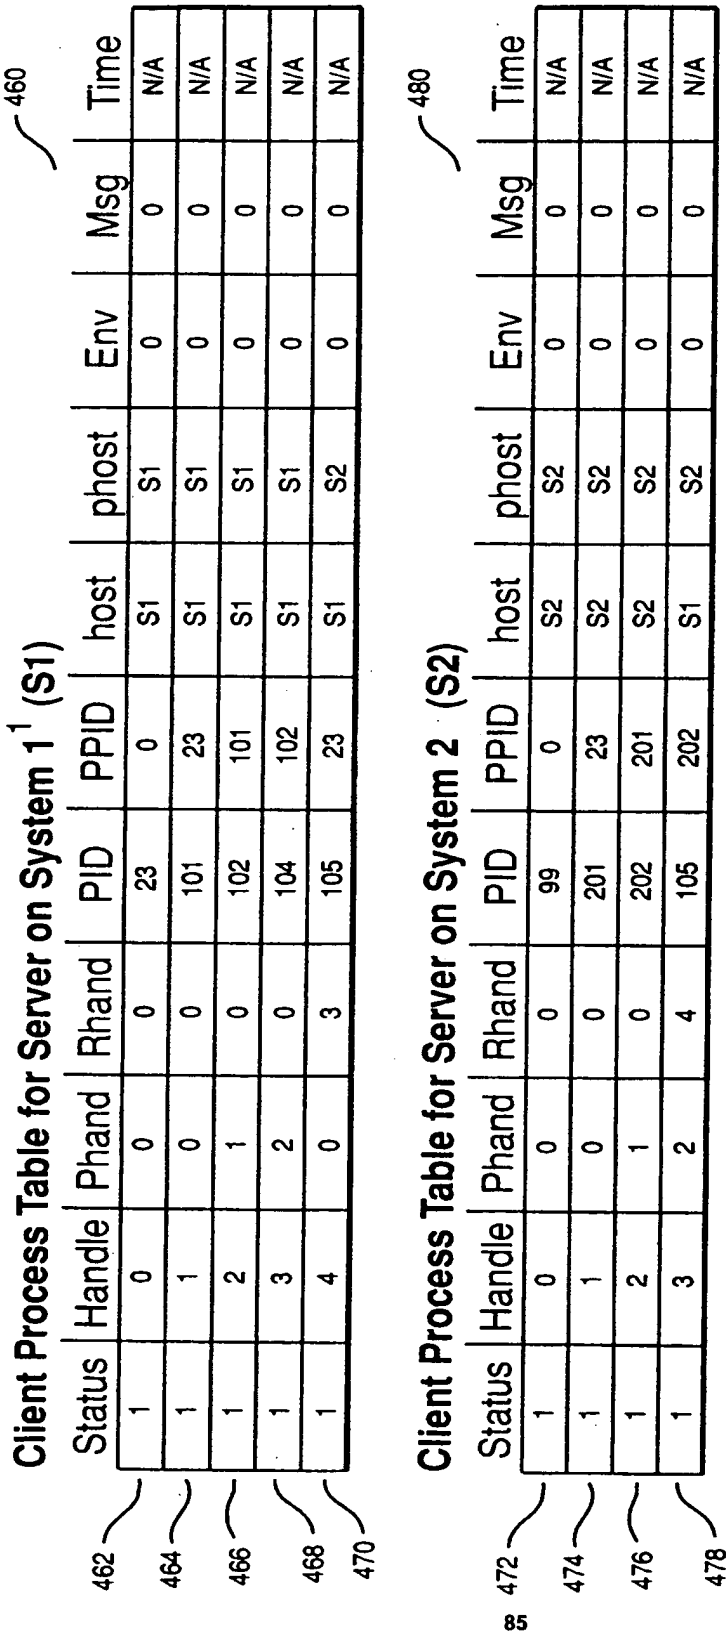 Client Process Table for Server on System 1¹ (S1)
460
Status Handle Phand Rhand PID PPID host phost Env Msg Time
462 1 0 0 0 23 0 S1 S1 0 0 N/A
464 1 1 0 0 101 23 S1 S1 0 0 N/A
466 1 2 1 0 102 101 S1 S1 0 0 N/A
468 1 3 2 0 104 102 S1 S1 0 0 N/A
470 1 4 0 3 105 23 S1 S2 0 0 N/A
Client Process Table for Server on System 2 (S2)
480
Status Handle Phand Rhand PID PPID host phost Env Msg Time
472 1 0 0 0 99 0 S2 S2 0 0 N/A
474 1 1 0 0 201 23 S2 S2 0 0 N/A
476 1 2 1 0 202 201 S2 S2 0 0 N/A
478 1 3 2 4 105 202 S1 S2 0 0 N/A
85